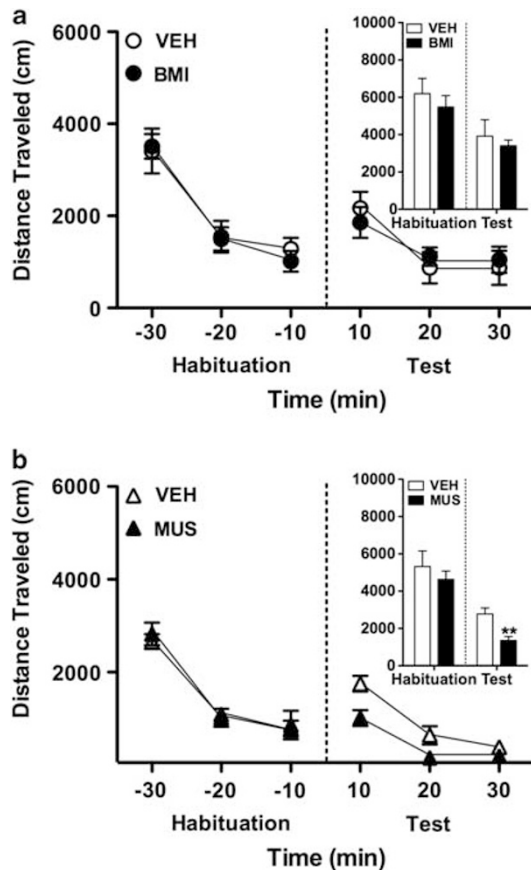 a
Distance Traveled (cm)
6000
4000
2000
0
VEH
BMI
10000
8000
6000
4000
2000
0
VEH
BMI
Habituation Test
-30 -20 -10 10 20 30
Habituation Test
Time (min)
b
Distance Traveled (cm)
6000
4000
2000
VEH
MUS
10000
8000
6000
4000
2000
0
VEH
MUS
**
Habituation Test
-30 -20 -10 10 20 30
Habituation Test
Time (min)